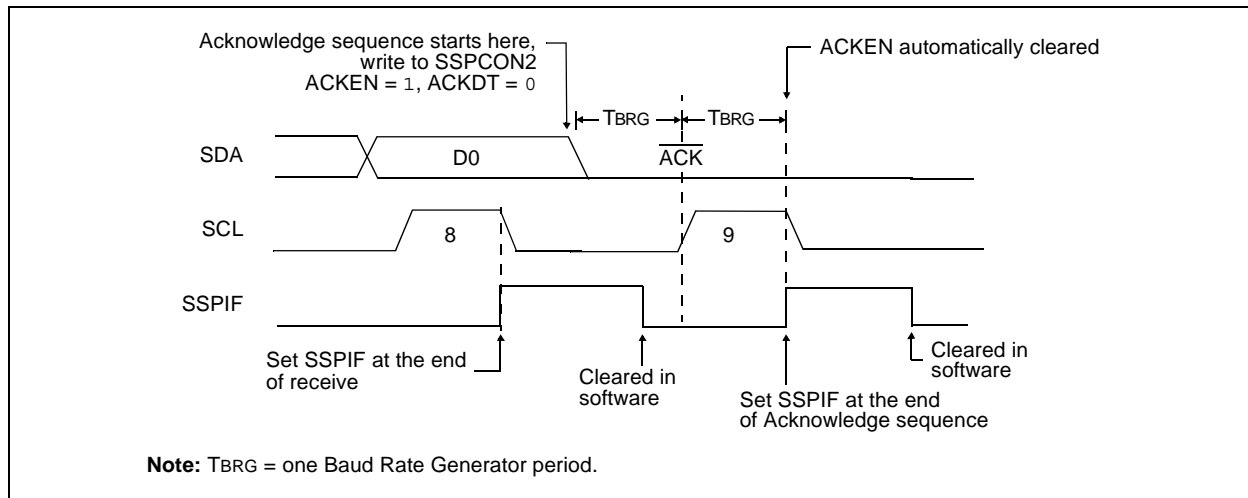 Acknowledge sequence starts here,
write to SSPCON2
ACKEN = 1, ACKDT = 0
ACKEN automatically cleared
TBRG
TBRG
SDA
D0
ACK
SCL
8
9
SSPIF
Set SSPIF at the end
of receive
Cleared in
software
Set SSPIF at the end
of Acknowledge sequence
Cleared in
software
Note: TBRG = one Baud Rate Generator period.